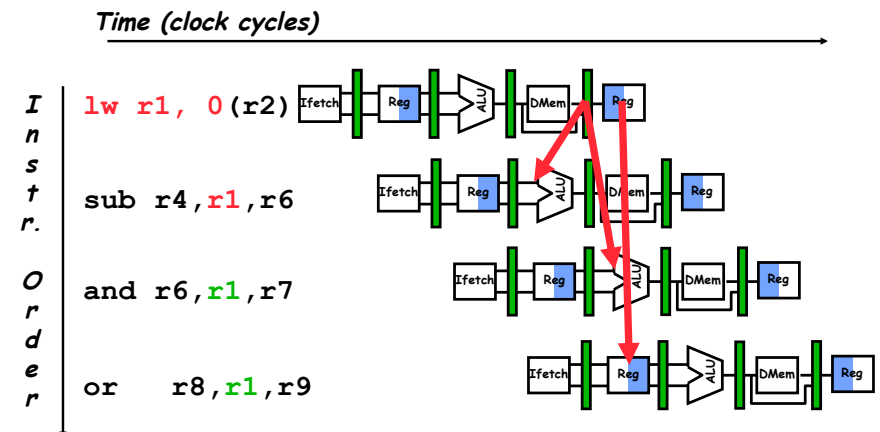 Time (clock cycles)
Instr. Order
lw r1, 0(r2)
Ifetch Reg ALU DMem Reg
sub r4,r1,r6
Ifetch Reg ALU DMem Reg
and r6,r1,r7
Ifetch Reg ALU DMem Reg
or r8,r1,r9
Ifetch Reg ALU DMem Reg